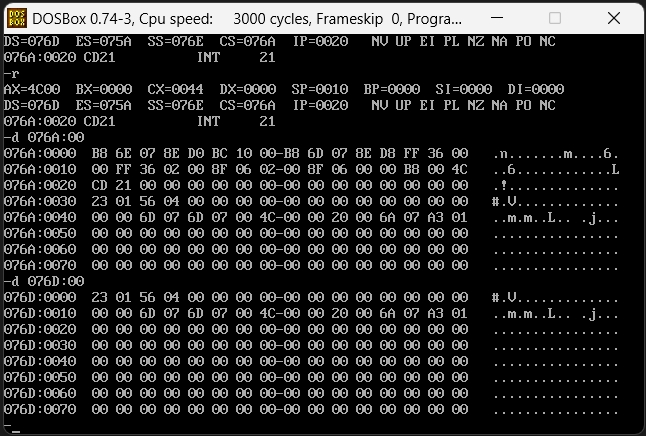 DOSBox 0.74-3, Cpu speed:     3000 cycles, Frameskip  0, Progra...
DS=076D  ES=075A  SS=076E  CS=076A  IP=0020   NV UP EI PL NZ NA PO NC
076A:0020 CD21          INT     21
-r
AX=4C00  BX=0000  CX=0044  DX=0000  SP=0010  BP=0000  SI=0000  DI=0000
DS=076D  ES=075A  SS=076E  CS=076A  IP=0020   NV UP EI PL NZ NA PO NC
076A:0020 CD21          INT     21
-d 076A:00
076A:0000  B8 6E 07 8E D0 BC 10 00-B8 6D 07 8E D8 FF 36 00   .n.......m....6.
076A:0010  00 FF 36 02 00 8F 06 02-00 8F 06 00 00 B8 00 4C   ..6............L
076A:0020  CD 21 00 00 00 00 00 00-00 00 00 00 00 00 00 00   .!..............
076A:0030  23 01 56 04 00 00 00 00-00 00 00 00 00 00 00 00   #.V.............
076A:0040  00 00 6D 07 6D 07 00 4C-00 00 20 00 6A 07 A3 01   ..m.m..L.. .j...
076A:0050  00 00 00 00 00 00 00 00-00 00 00 00 00 00 00 00   ................
076A:0060  00 00 00 00 00 00 00 00-00 00 00 00 00 00 00 00   ................
076A:0070  00 00 00 00 00 00 00 00-00 00 00 00 00 00 00 00   ................
-d 076D:00
076D:0000  23 01 56 04 00 00 00 00-00 00 00 00 00 00 00 00   #.V.............
076D:0010  00 00 6D 07 6D 07 00 4C-00 00 20 00 6A 07 A3 01   ..m.m..L.. .j...
076D:0020  00 00 00 00 00 00 00 00-00 00 00 00 00 00 00 00   ................
076D:0030  00 00 00 00 00 00 00 00-00 00 00 00 00 00 00 00   ................
076D:0040  00 00 00 00 00 00 00 00-00 00 00 00 00 00 00 00   ................
076D:0050  00 00 00 00 00 00 00 00-00 00 00 00 00 00 00 00   ................
076D:0060  00 00 00 00 00 00 00 00-00 00 00 00 00 00 00 00   ................
076D:0070  00 00 00 00 00 00 00 00-00 00 00 00 00 00 00 00   ................
-_